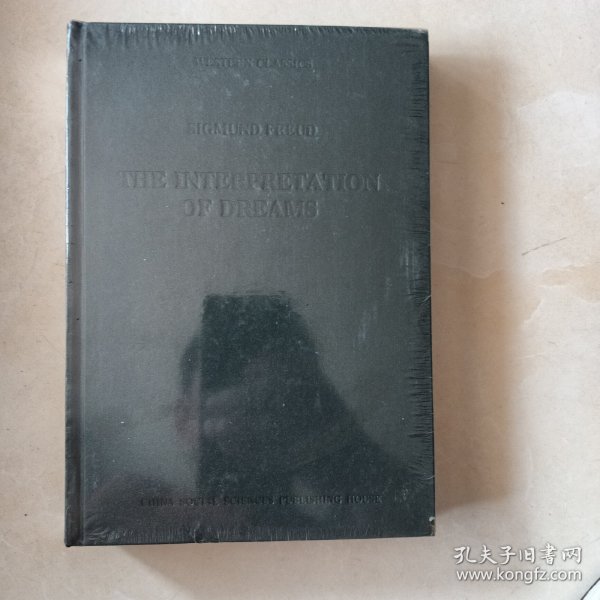 WESTERN CLASSICS
SIGMUND FREUD
THE INTERPRETATION
OF DREAMS
CHINA SOCIAL SCIENCES PUBLISHING HOUSE
孔夫子旧书网
www.kongfz.com